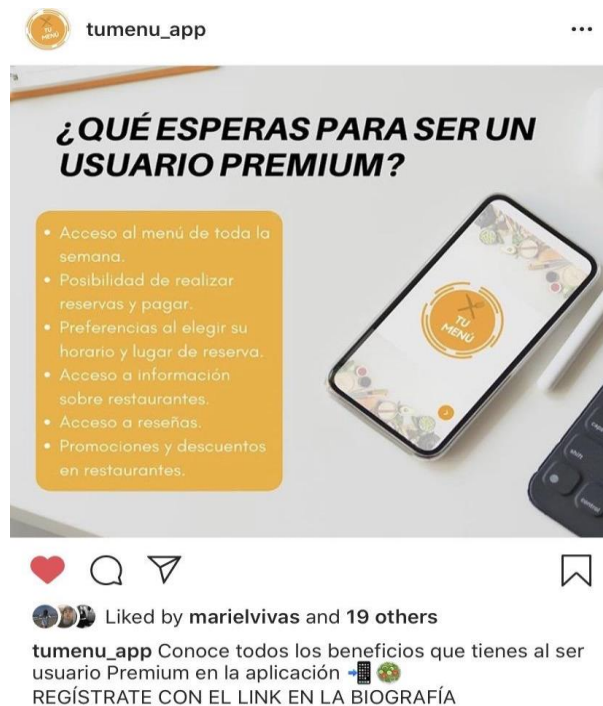 tumenu_app
¿QUÉ ESPERAS PARA SER UN
USUARIO PREMIUM?
• Acceso al menú de toda la
semana.
• Posibilidad de realizar
reservas y pagar.
• Preferencias al elegir su
horario y lugar de reserva.
• Acceso a información
sobre restaurantes.
• Acceso a reseñas.
• Promociones y descuentos
en restaurantes.
TU
MENÚ
shift
control
Liked by marielvivas and 19 others
tumenu_app Conoce todos los beneficios que tienes al ser
usuario Premium en la aplicación 📲🥗
REGÍSTRATE CON EL LINK EN LA BIOGRAFÍA